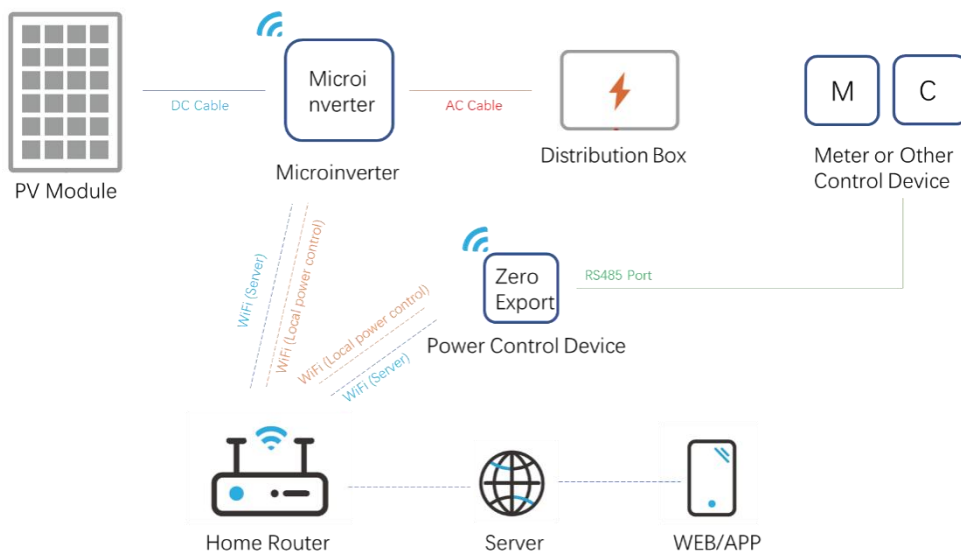 Microi
nverter
M
C
DC Cable
AC Cable
PV Module
Microinverter
Distribution Box
Meter or Other
Control Device
WiFi (Server)
WiFi (Local power control)
Zero
Export
RS485 Port
WiFi (Local power control)
WiFi (Server)
Power Control Device
Home Router
Server
WEB/APP